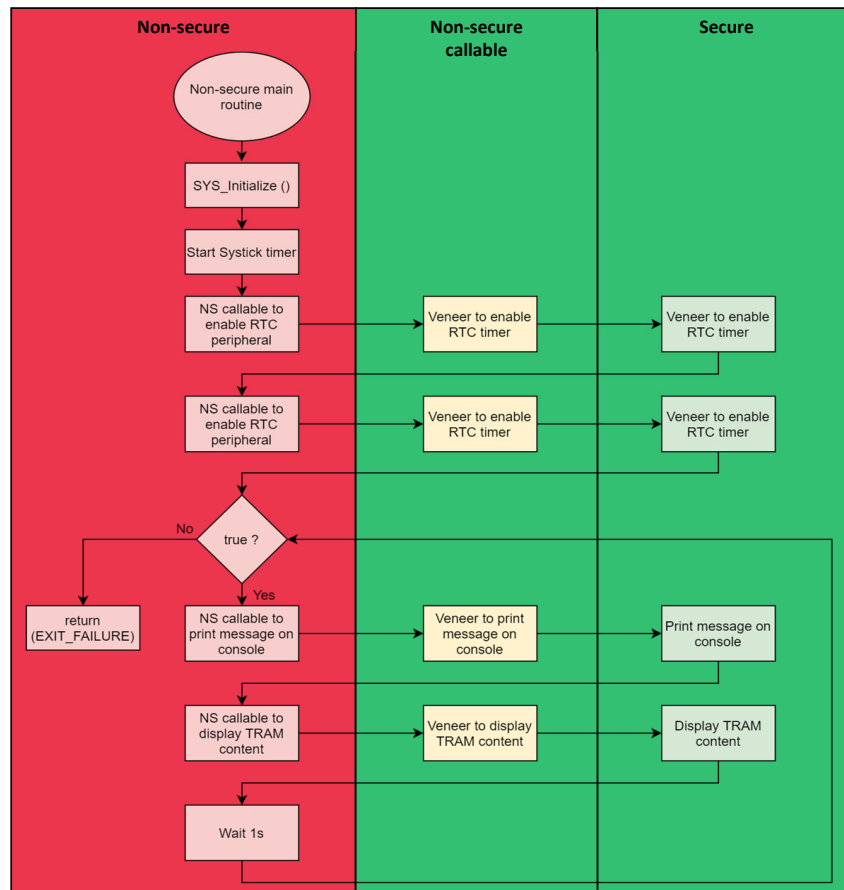 Non-secure
Non-secure
callable
Secure
Non-secure main
routine
SYS_Initialize ()
Start Systick timer
NS callable to
enable RTC
peripheral
Veneer to enable
RTC timer
Veneer to enable
RTC timer
NS callable to
enable RTC
peripheral
Veneer to enable
RTC timer
Veneer to enable
RTC timer
No
true ?
Yes
return
(EXIT_FAILURE)
NS callable to
print message on
console
Veneer to print
message on
console
Print message on
console
NS callable to
display TRAM
content
Veneer to display
TRAM content
Display TRAM
content
Wait 1s